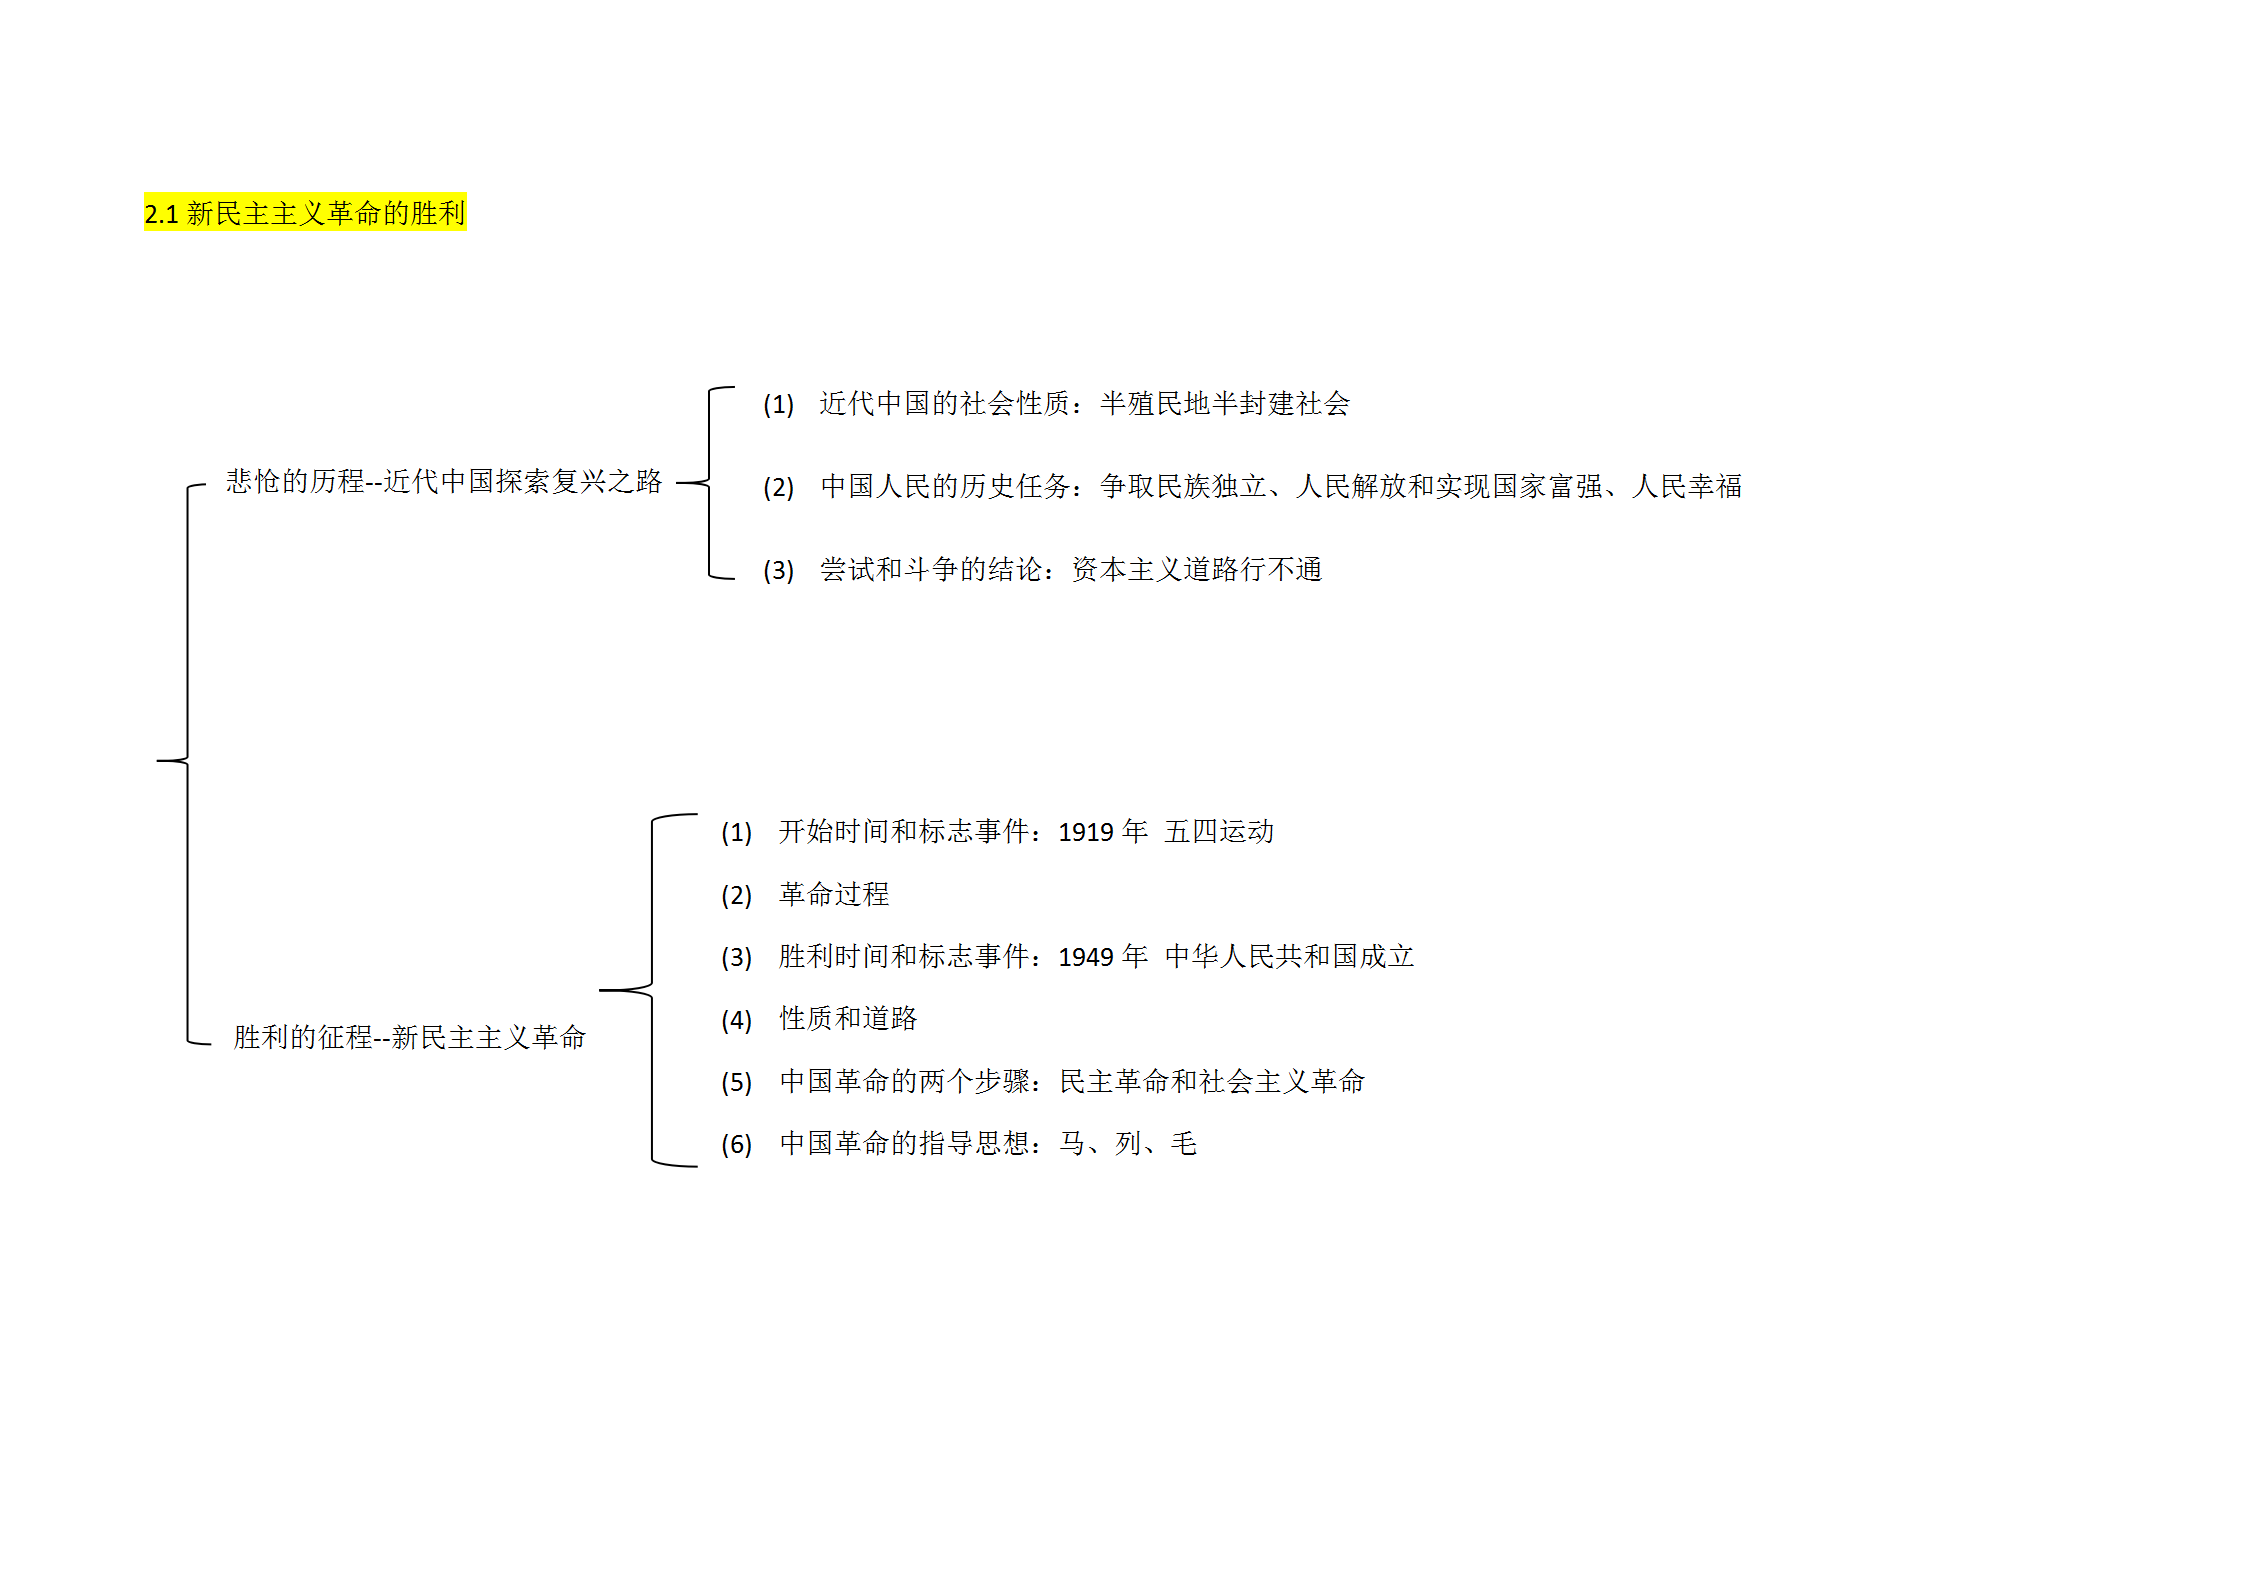 2.1 新民主主义革命的胜利
悲怆的历程--近代中国探索复兴之路
(1) 近代中国的社会性质：半殖民地半封建社会
(2) 中国人民的历史任务：争取民族独立、人民解放和实现国家富强、人民幸福
(3) 尝试和斗争的结论：资本主义道路行不通
胜利的征程--新民主主义革命
(1) 开始时间和标志事件：1919 年 五四运动
(2) 革命过程
(3) 胜利时间和标志事件：1949 年 中华人民共和国成立
(4) 性质和道路
(5) 中国革命的两个步骤：民主革命和社会主义革命
(6) 中国革命的指导思想：马、列、毛